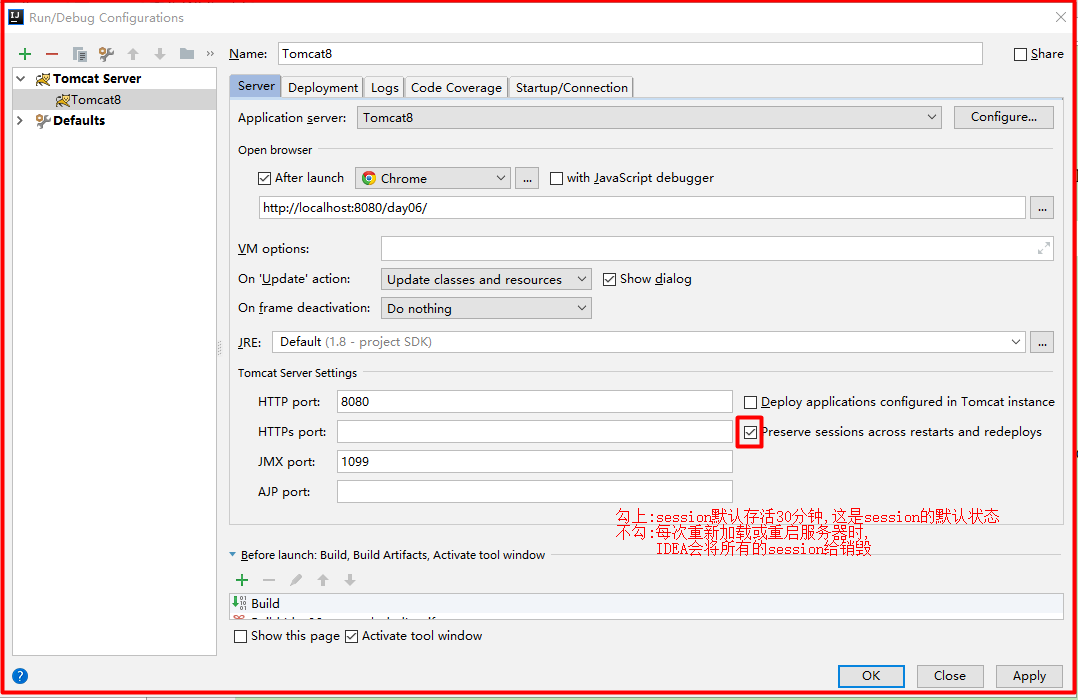 Run/Debug Configurations
Name: Tomcat8 Share
Tomcat Server
Tomcat8
Defaults
Server Deployment Logs Code Coverage Startup/Connection
Application server: Tomcat8 Configure...
Open browser
After launch Chrome ... with JavaScript debugger
http://localhost:8080/day06/ ...
VM options:
On 'Update' action: Update classes and resources Show dialog
On frame deactivation: Do nothing
JRE: Default (1.8 - project SDK) ...
Tomcat Server Settings
HTTP port: 8080 Deploy applications configured in Tomcat instance
HTTPs port: Preserve sessions across restarts and redeploys
JMX port: 1099
AJP port:
勾上:session默认存活30分钟,这是session的默认状态
不勾:每次重新加载或重启服务器时,
IDEA会将所有的session给销毁
Before launch: Build, Build Artifacts, Activate tool window
Build
Show this page Activate tool window
? OK Close Apply